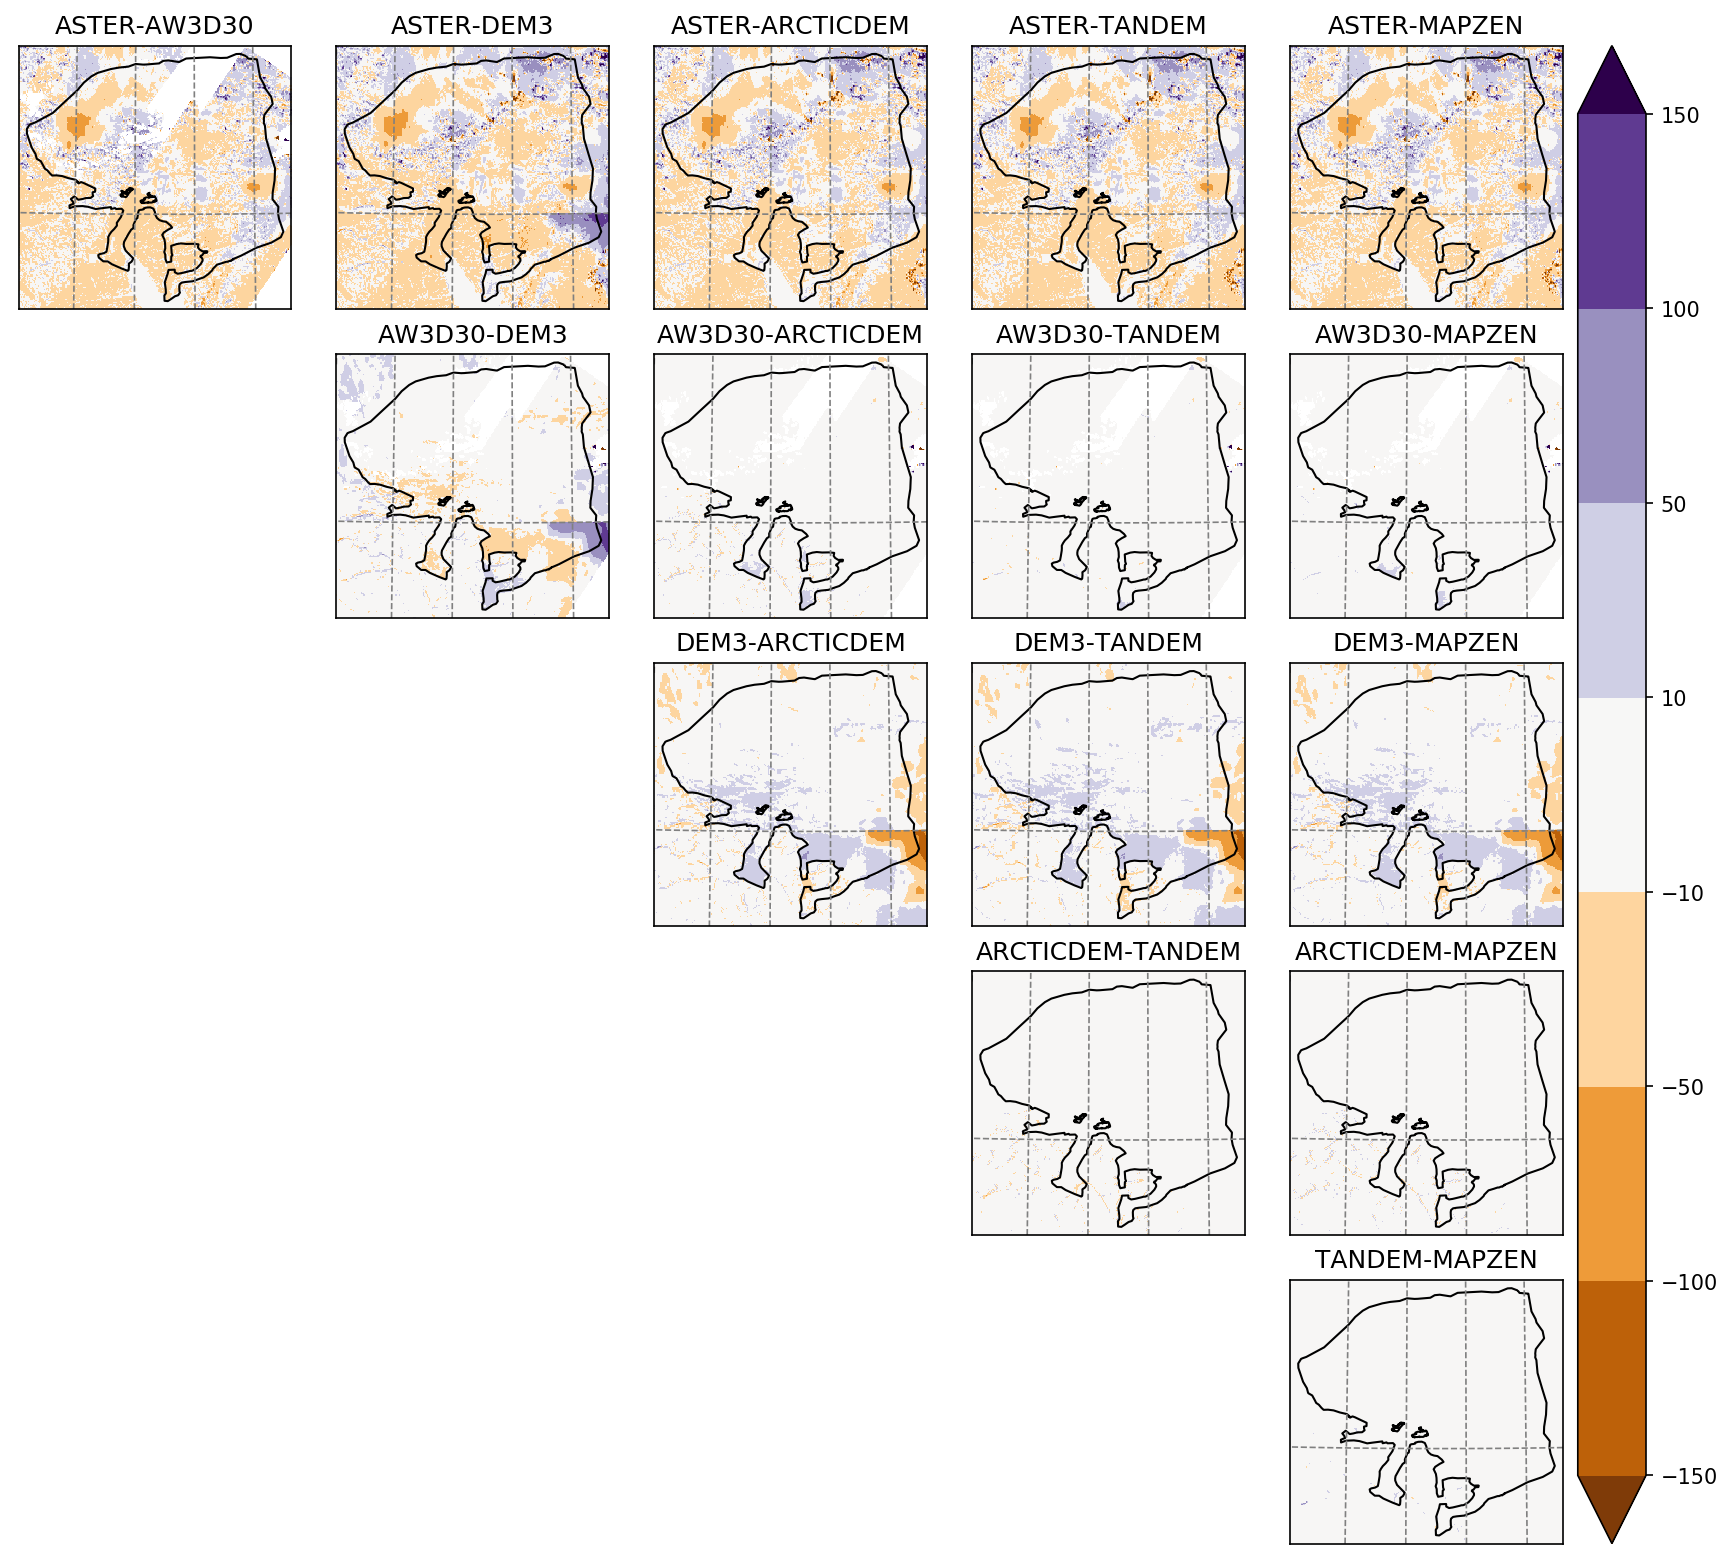 ASTER-AW3D30
ASTER-DEM3
ASTER-ARCTICDEM
ASTER-TANDEM
ASTER-MAPZEN
AW3D30-DEM3
AW3D30-ARCTICDEM
AW3D30-TANDEM
AW3D30-MAPZEN
DEM3-ARCTICDEM
DEM3-TANDEM
DEM3-MAPZEN
ARCTICDEM-TANDEM
ARCTICDEM-MAPZEN
TANDEM-MAPZEN
150
100
50
10
−10
−50
−100
−150